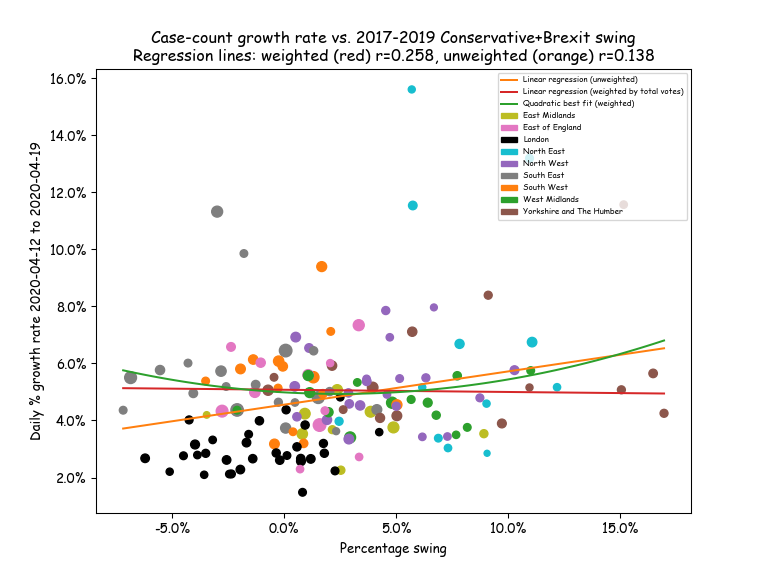 Case-count growth rate vs. 2017-2019 Conservative+Brexit swing
Regression lines: weighted (red) r=0.258, unweighted (orange) r=0.138
Daily % growth rate 2020-04-12 to 2020-04-19
16.0%
14.0%
12.0%
10.0%
8.0%
6.0%
4.0%
2.0%
Linear regression (unweighted)
Linear regression (weighted by total votes)
Quadratic best fit (weighted)
East Midlands
East of England
London
North East
North West
South East
South West
West Midlands
Yorkshire and The Humber
-5.0%
0.0%
5.0%
10.0%
15.0%
Percentage swing